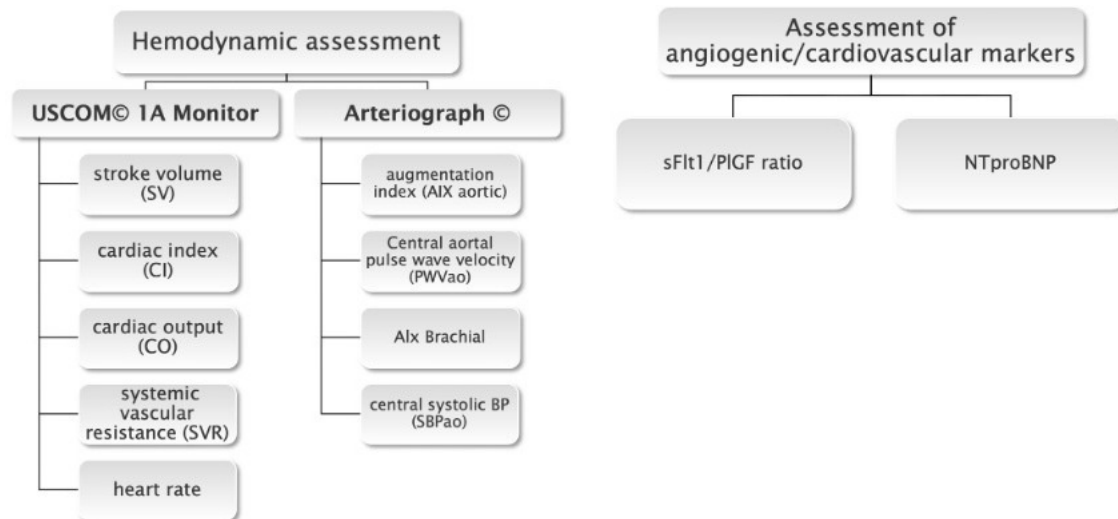 Hemodynamic assessment
USCOM© 1A Monitor
stroke volume
(SV)
cardiac index
(CI)
cardiac output
(CO)
systemic
vascular
resistance (SVR)
heart rate
Arteriograph ©
augmentation
index (AIX aortic)
Central aortal
pulse wave velocity
(PWVao)
AIx Brachial
central systolic BP
(SBPao)
Assessment of
angiogenic/cardiovascular markers
sFlt1/PlGF ratio
NTproBNP